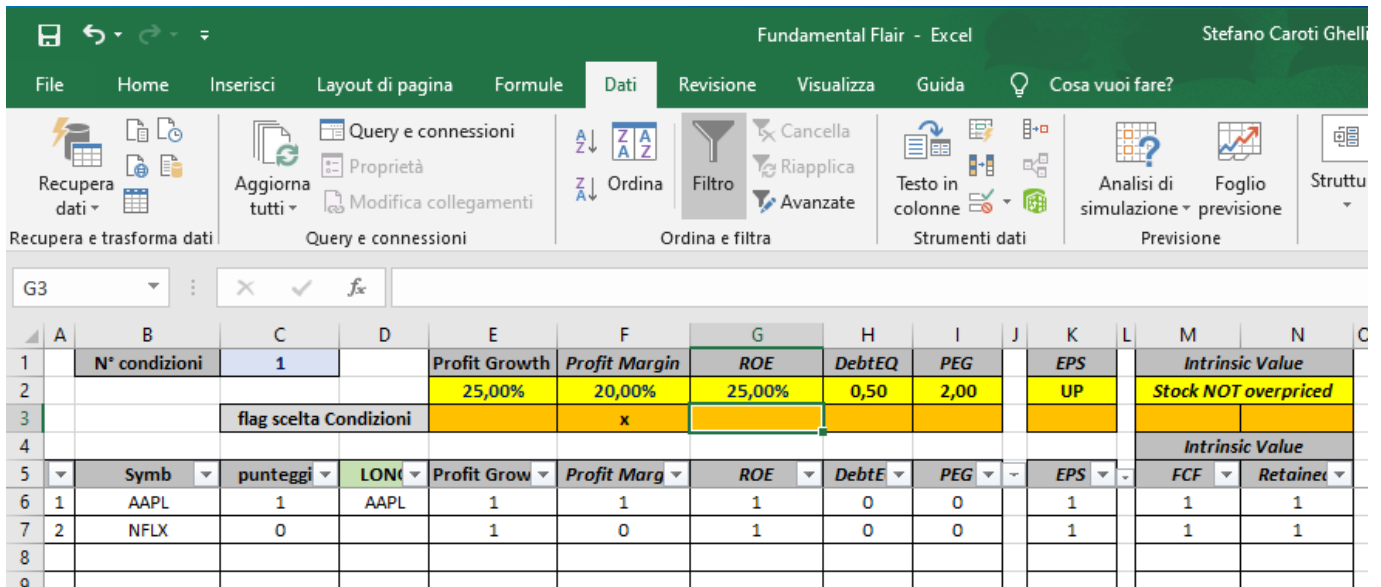 Fundamental Flair - Excel Stefano Caroti Ghelli
File Home Inserisci Layout di pagina Formule Dati Revisione Visualizza Guida Cosa vuoi fare?
Recupera dati
Aggiorna tutti
Query e connessioni
Proprietà
Modifica collegamenti
Ordina
Filtro
Cancella
Riapplica
Avanzate
Testo in colonne
Analisi di simulazione
Foglio previsione
Struttu
Recupera e trasforma dati Query e connessioni Ordina e filtra Strumenti dati Previsione
G3 fx
A B C D E F G H I J K L M N
1 N° condizioni 1 Profit Growth Profit Margin ROE DebtEQ PEG EPS Intrinsic Value
2 25,00% 20,00% 25,00% 0,50 2,00 UP Stock NOT overpriced
3 flag scelta Condizioni x
4 Intrinsic Value
5 Symb punteggi LONG Profit Grow Profit Marg ROE DebtE PEG EPS FCF Retained
6 1 AAPL 1 AAPL 1 1 1 0 0 1 1 1
7 2 NFLX 0 1 0 1 0 0 1 1 1
8
9